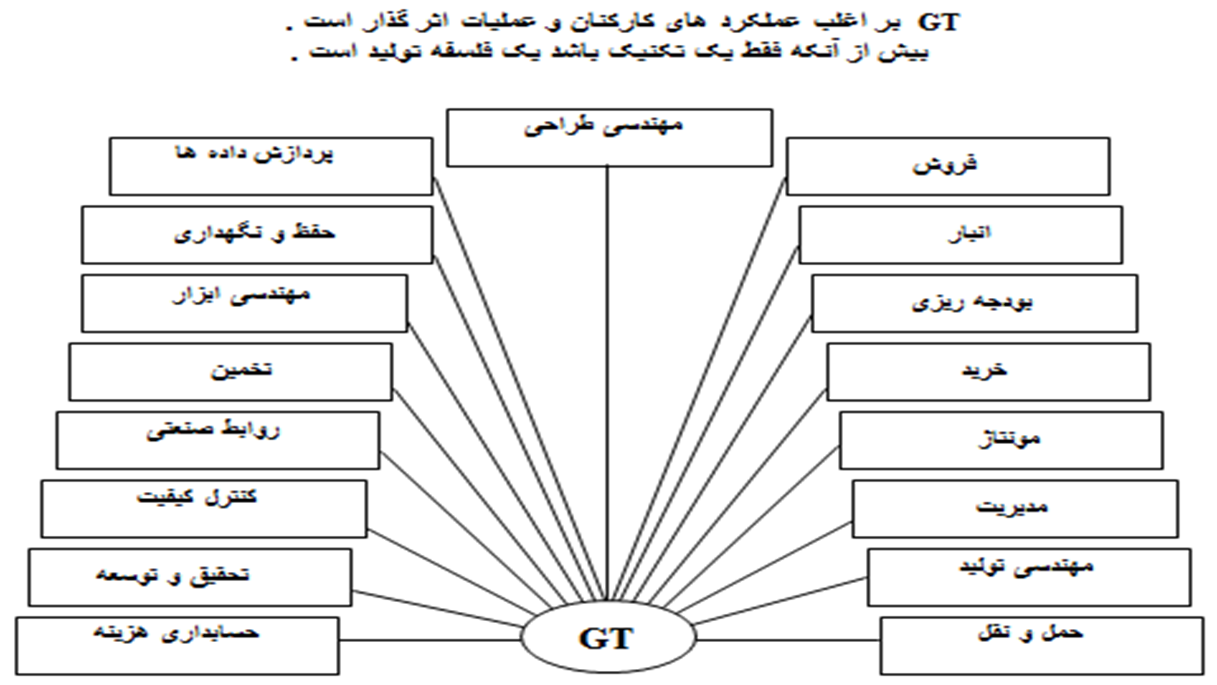 GT بر اغلب عملکرد های کارکنان و عملیات اثر گذار است .
بیش از آنکه فقط یک تکنیک باشد یک فلسفه تولید است .
مهندسی طراحی
فروش
پردازش داده ها
انبار
حفظ و نگهداری
بودجه ریزی
مهندسی ابزار
خرید
تخمین
مونتاژ
روابط صنعتی
مدیریت
کنترل کیفیت
مهندسی تولید
تحقیق و توسعه
حمل و نقل
حسابداری هزینه
GT